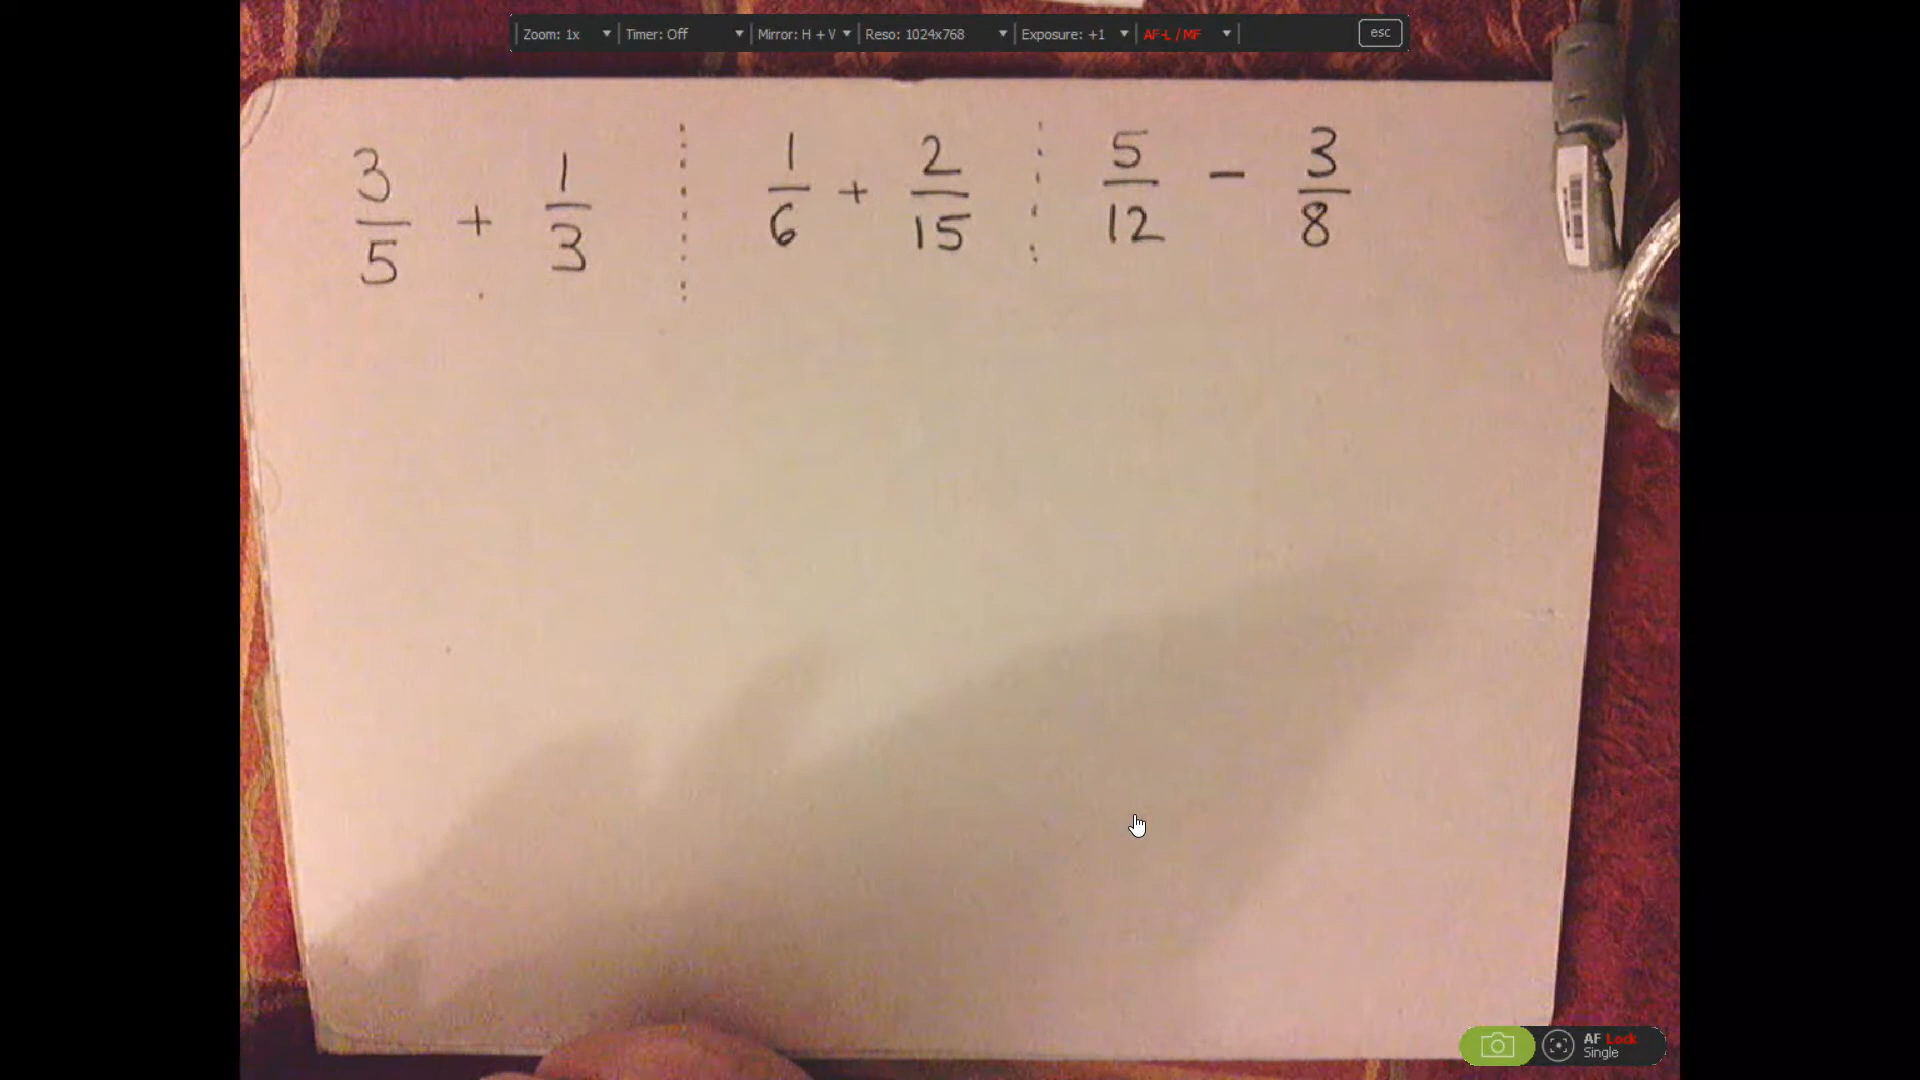 Zoom: 1x Timer: Off Mirror: H + V Reso: 1024x768 Exposure: +1 AF-L / MF esc
3/5 + 1/3 1/6 + 2/15 5/12 - 3/8
AF Lock
Single